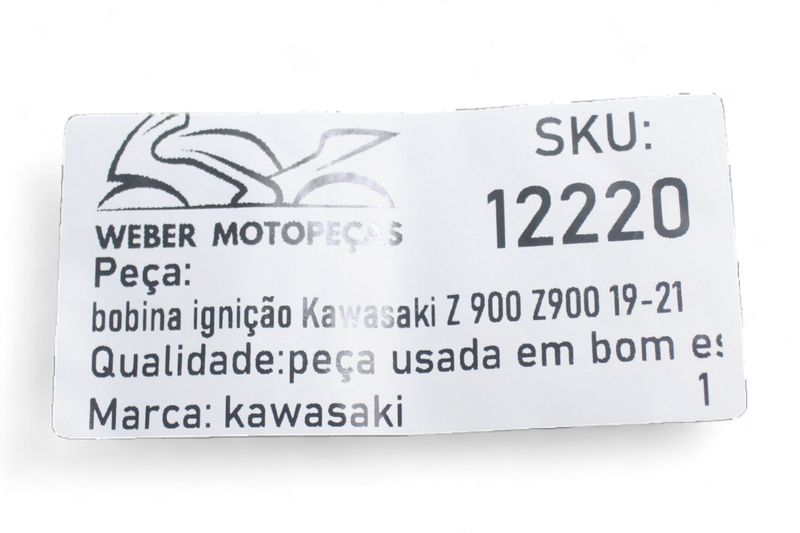 SKU:
12220
WEBER MOTOPEÇAS
Peça:
bobina ignição Kawasaki Z 900 Z900 19-21
Qualidade:peça usada em bom es
1
Marca: kawasaki